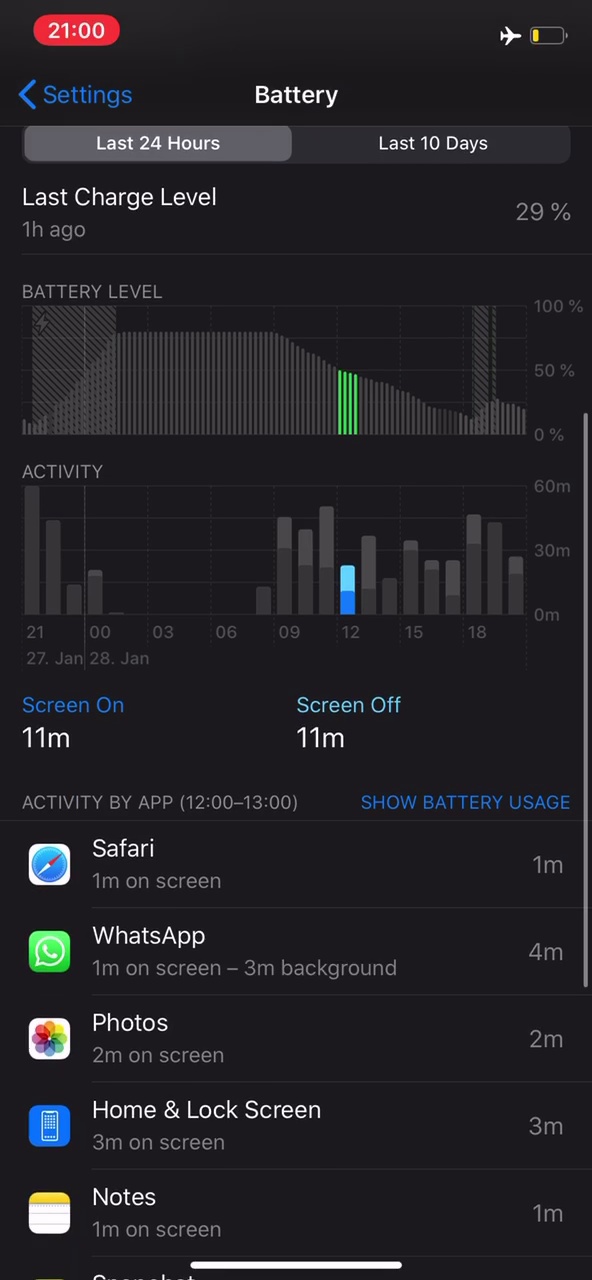 21:00
Settings
Battery
Last 24 Hours
Last 10 Days
Last Charge Level
29 %
1h ago
BATTERY LEVEL
100 %
50 %
0 %
ACTIVITY
60m
30m
0m
21 00 03 06 09 12 15 18
27. Jan 28. Jan
Screen On
Screen Off
11m
11m
ACTIVITY BY APP (12:00–13:00)
SHOW BATTERY USAGE
Safari
1m on screen
1m
WhatsApp
1m on screen – 3m background
4m
Photos
2m on screen
2m
Home & Lock Screen
3m on screen
3m
Notes
1m on screen
1m